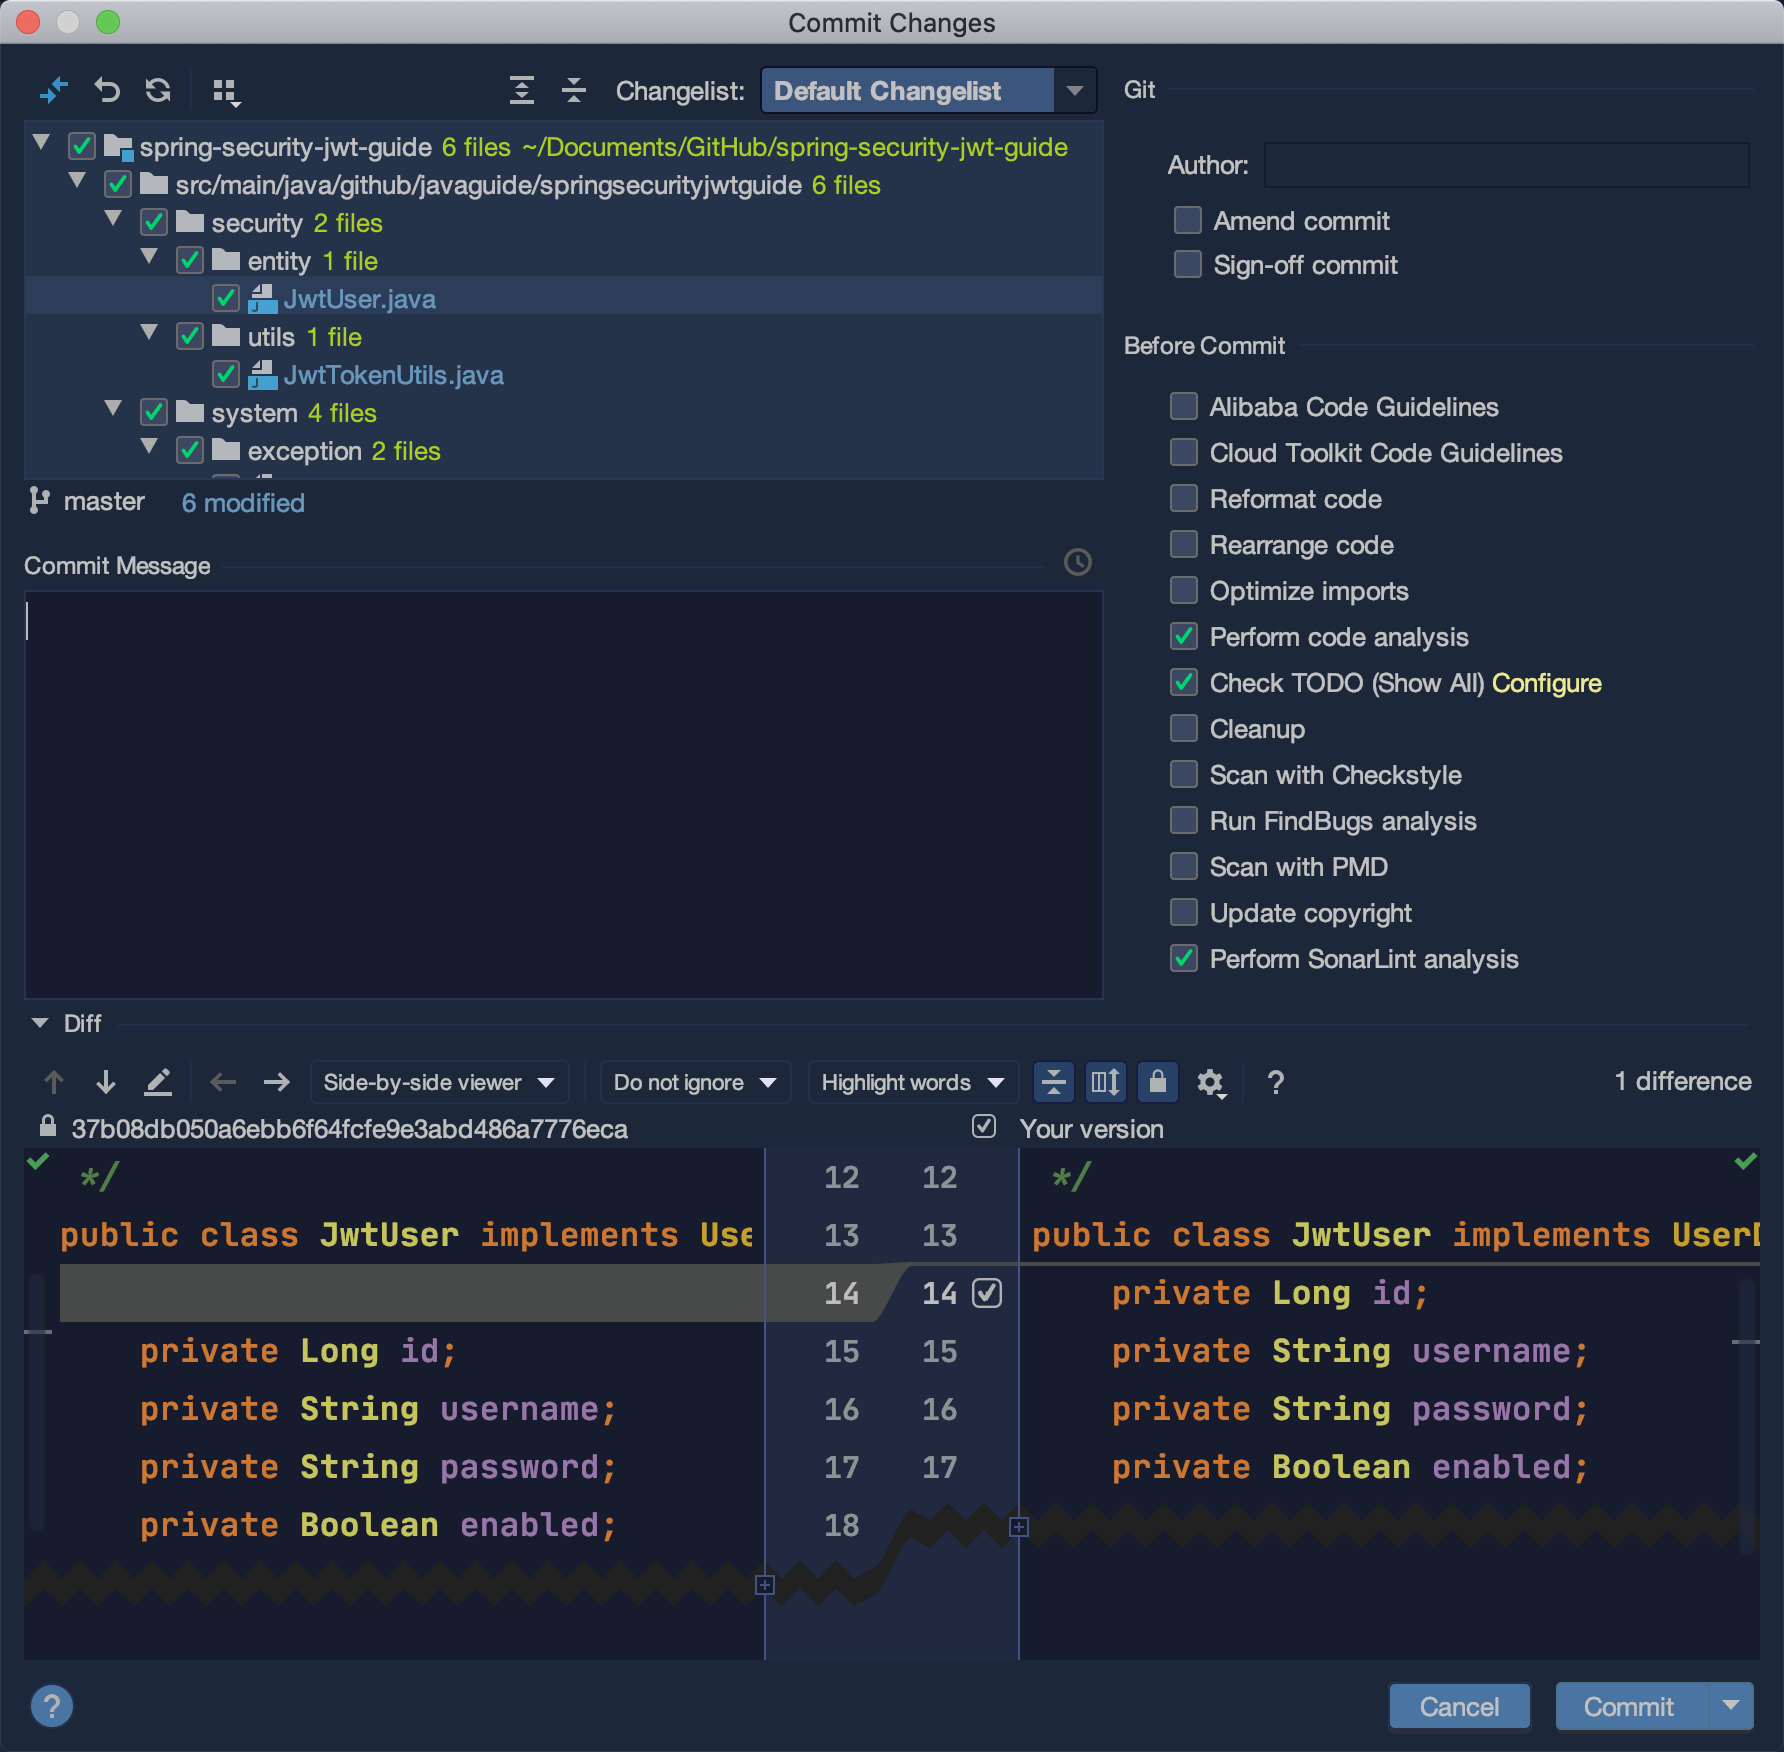 Commit Changes
Changelist: Default Changelist
spring-security-jwt-guide 6 files ~/Documents/GitHub/spring-security-jwt-guide
src/main/java/github/javaguide/springsecurityjwtguide 6 files
security 2 files
entity 1 file
JwtUser.java
utils 1 file
JwtTokenUtils.java
system 4 files
exception 2 files
master 6 modified
Commit Message
Git
Author:
Amend commit
Sign-off commit
Before Commit
Alibaba Code Guidelines
Cloud Toolkit Code Guidelines
Reformat code
Rearrange code
Optimize imports
Perform code analysis
Check TODO (Show All) Configure
Cleanup
Scan with Checkstyle
Run FindBugs analysis
Scan with PMD
Update copyright
Perform SonarLint analysis
Diff
Side-by-side viewer Do not ignore Highlight words ? 1 difference
37b08db050a6ebb6f64fcfe9e3abd486a7776eca Your version
*/ 12 12 */
public class JwtUser implements Use 13 13 public class JwtUser implements UserD
14 14 private Long id;
private Long id; 15 15 private String username;
private String username; 16 16 private String password;
private String password; 17 17 private Boolean enabled;
private Boolean enabled; 18
? Cancel Commit